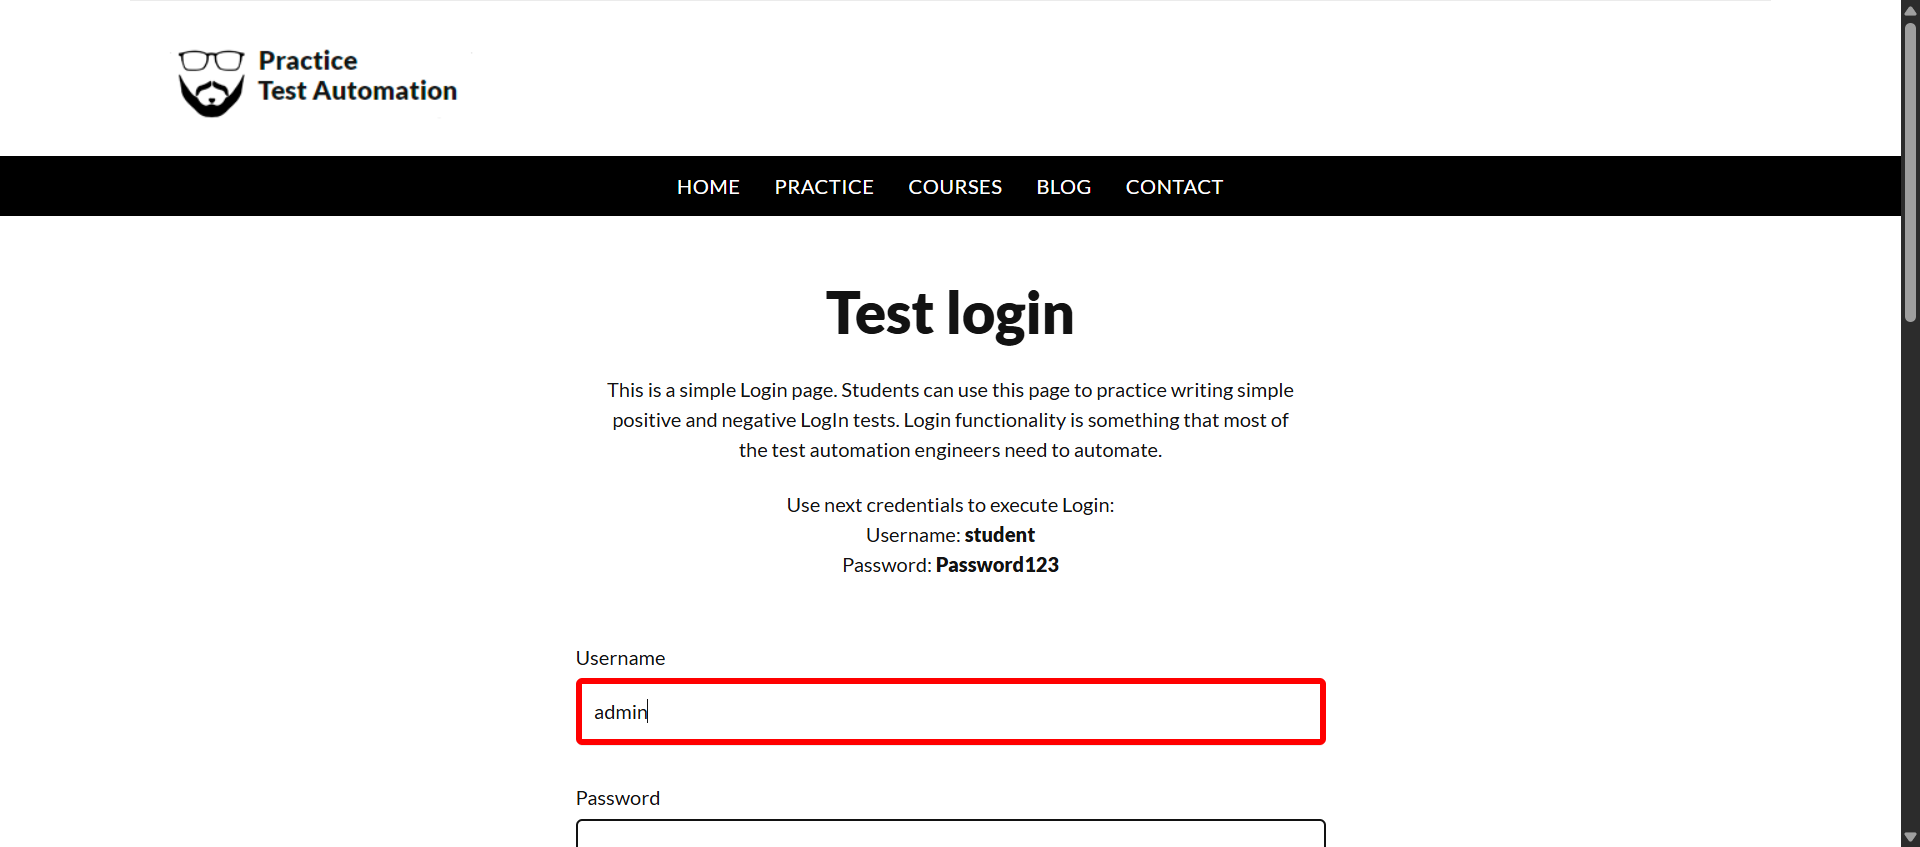 Practice
Test Automation
HOME PRACTICE COURSES BLOG CONTACT
Test login
This is a simple Login page. Students can use this page to practice writing simple
positive and negative LogIn tests. Login functionality is something that most of
the test automation engineers need to automate.
Use next credentials to execute Login:
Username: student
Password: Password123
Username
admin
Password